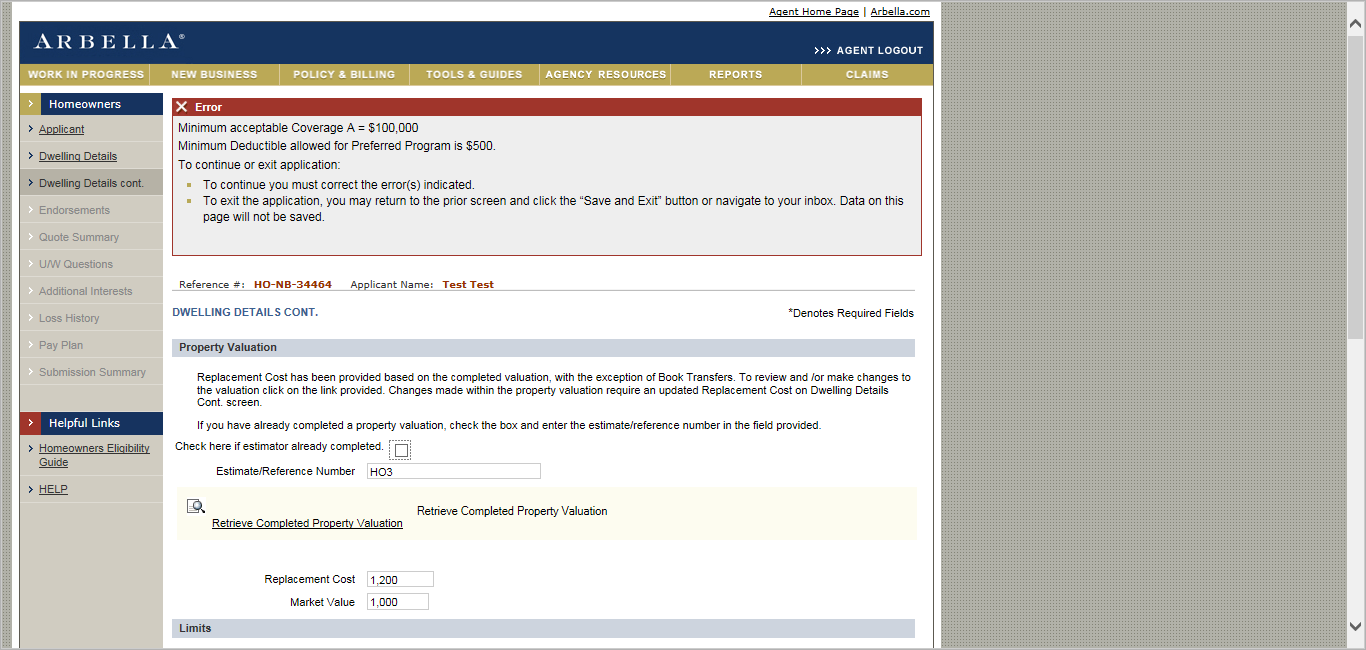 Agent Home Page | Arbella.com
ARBELLA®
>>> AGENT LOGOUT
WORK IN PROGRESS NEW BUSINESS POLICY & BILLING TOOLS & GUIDES AGENCY RESOURCES REPORTS CLAIMS
Homeowners
Applicant
Dwelling Details
Dwelling Details cont.
Endorsements
Quote Summary
U/W Questions
Additional Interests
Loss History
Pay Plan
Submission Summary
Helpful Links
Homeowners Eligibility
Guide
HELP
Error
Minimum acceptable Coverage A = $100,000
Minimum Deductible allowed for Preferred Program is $500.
To continue or exit application:
To continue you must correct the error(s) indicated.
To exit the application, you may return to the prior screen and click the “Save and Exit” button or navigate to your inbox. Data on this
page will not be saved.
Reference #: HO-NB-34464 Applicant Name: Test Test
DWELLING DETAILS CONT.
*Denotes Required Fields
Property Valuation
Replacement Cost has been provided based on the completed valuation, with the exception of Book Transfers. To review and /or make changes to
the valuation click on the link provided. Changes made within the property valuation require an updated Replacement Cost on Dwelling Details
Cont. screen.
If you have already completed a property valuation, check the box and enter the estimate/reference number in the field provided.
Check here if estimator already completed.
Estimate/Reference Number HO3
Retrieve Completed Property Valuation
Retrieve Completed Property Valuation
Replacement Cost 1,200
Market Value 1,000
Limits